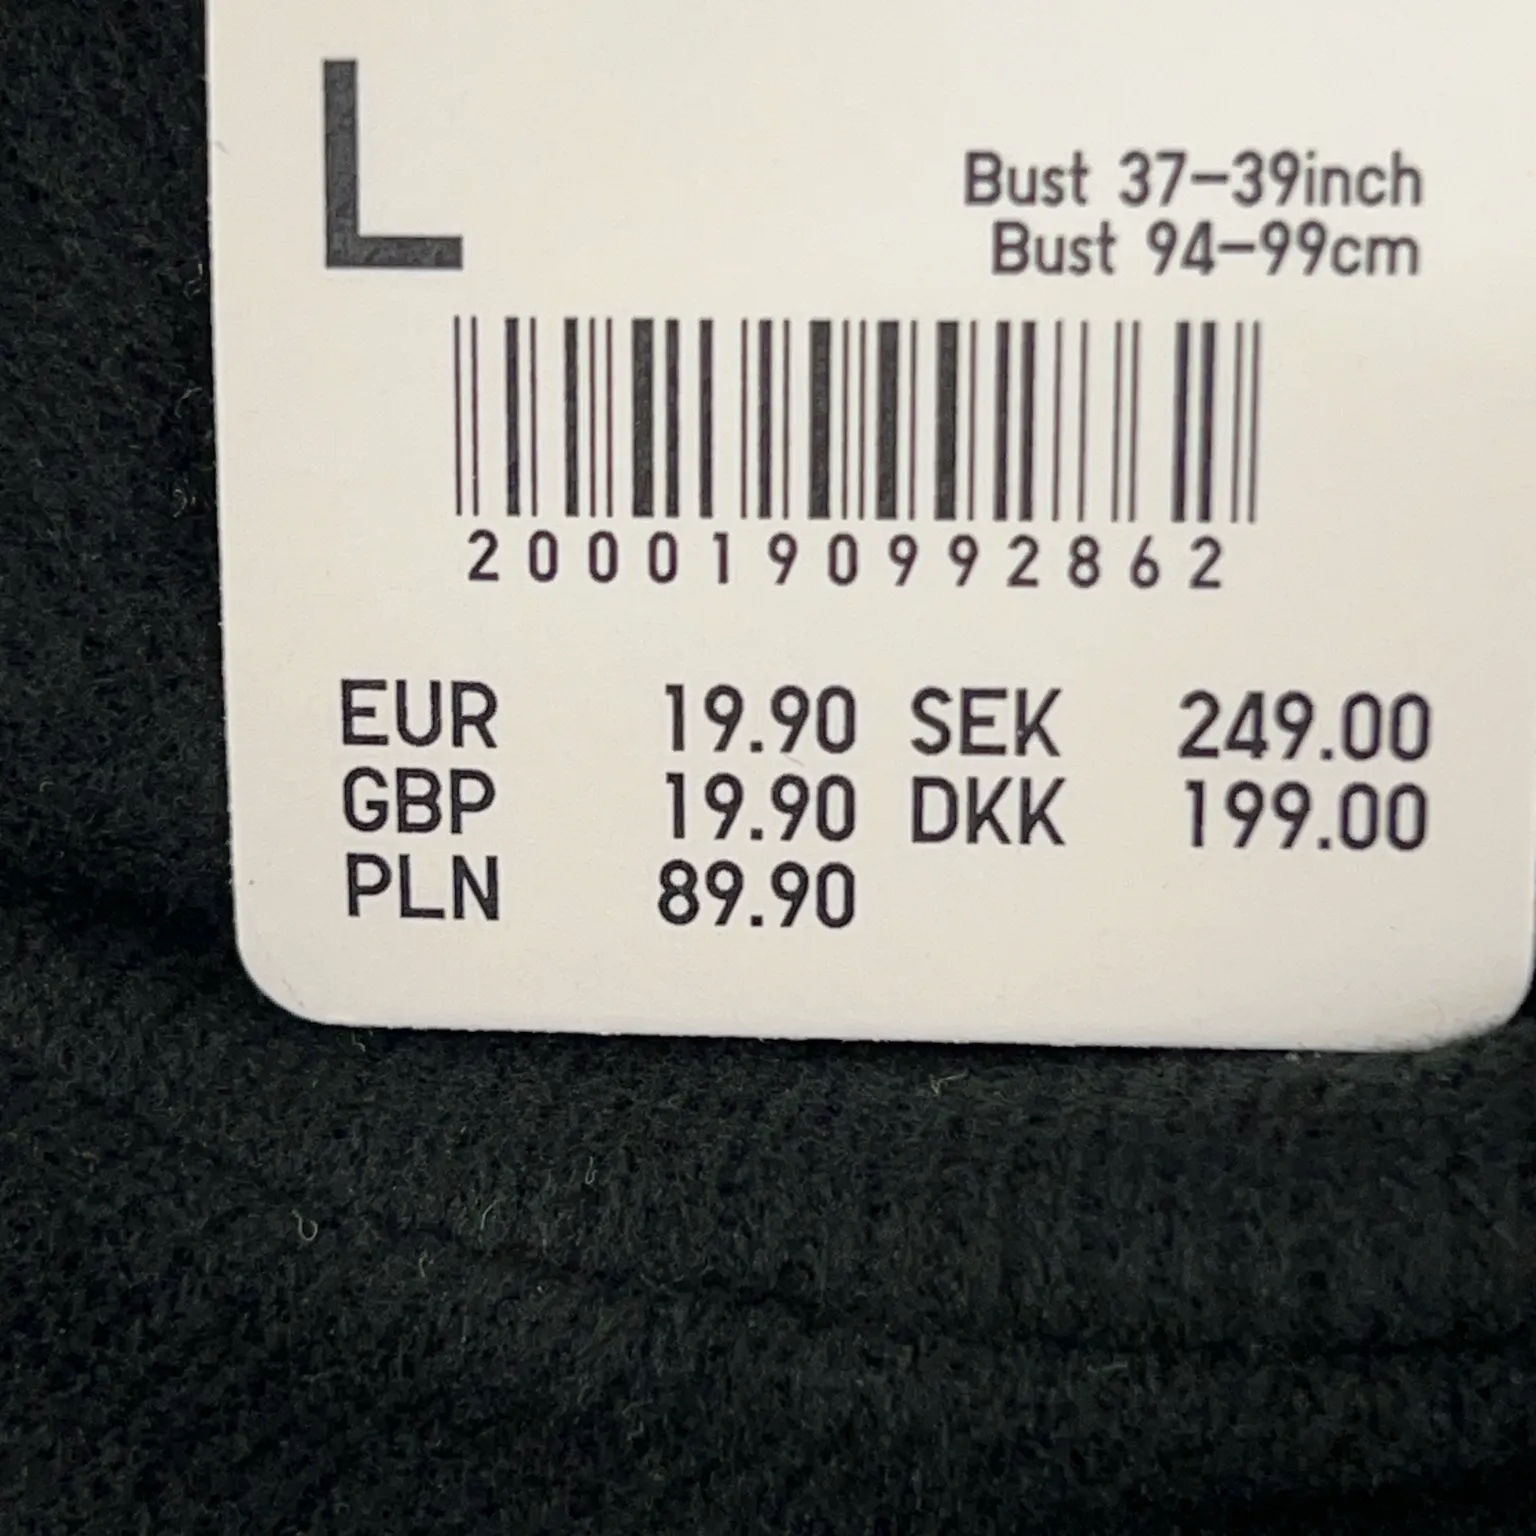 L
Bust 37-39inch
Bust 94-99cm
2000190992862
EUR 19.90 SEK 249.00
GBP 19.90 DKK 199.00
PLN 89.90